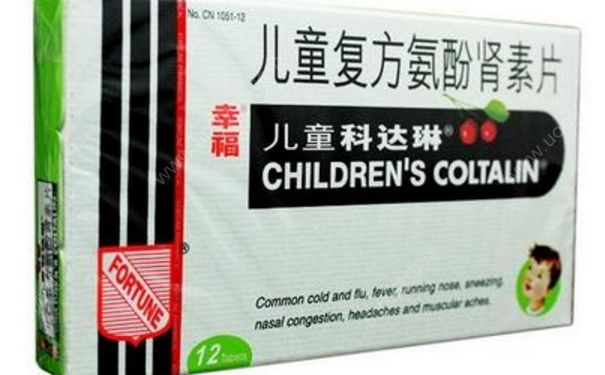 No. CN 1051-12
儿童复方氨酚肾素片
幸福
儿童科达琳®
CHILDREN'S COLTALIN
FORTUNE
®
Common cold and flu, fever, running nose, sneezing,
nasal congestion, headaches and muscular aches.
12 Tablets